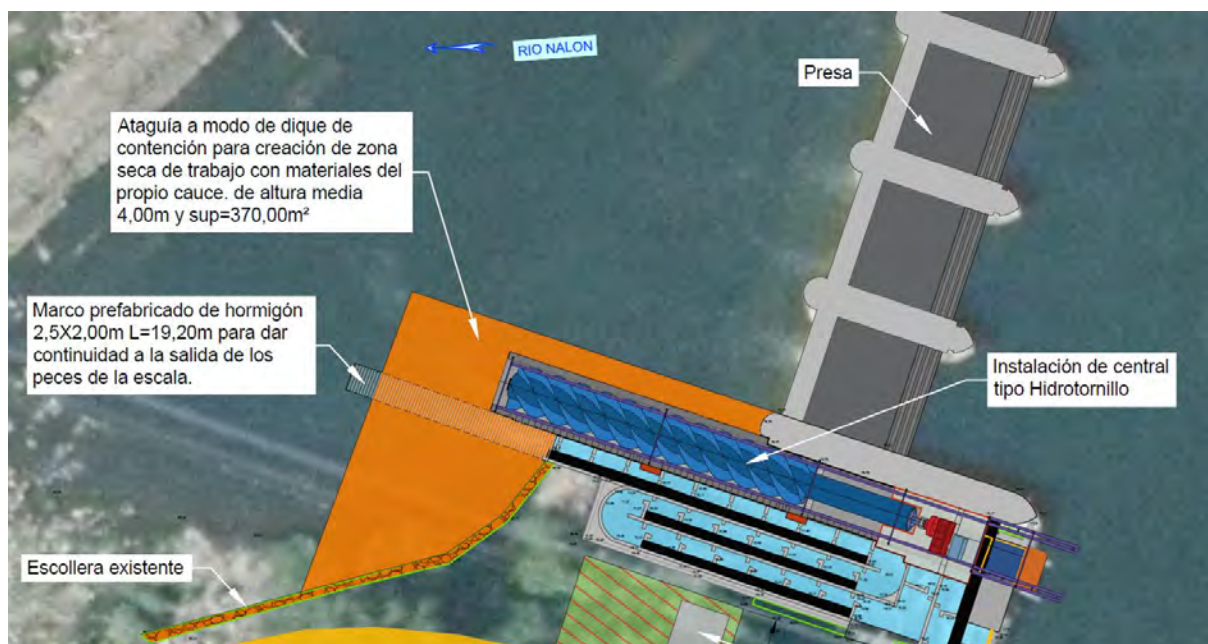 RIO NALON
Presa
Ataguía a modo de dique de
contención para creación de zona
seca de trabajo con materiales del
propio cauce. de altura media
4,00m y sup=370,00m²
Marco prefabricado de hormigón
2,5X2,00m L=19,20m para dar
continuidad a la salida de los
peces de la escala.
Instalación de central
tipo Hidrotornillo
Escollera existente